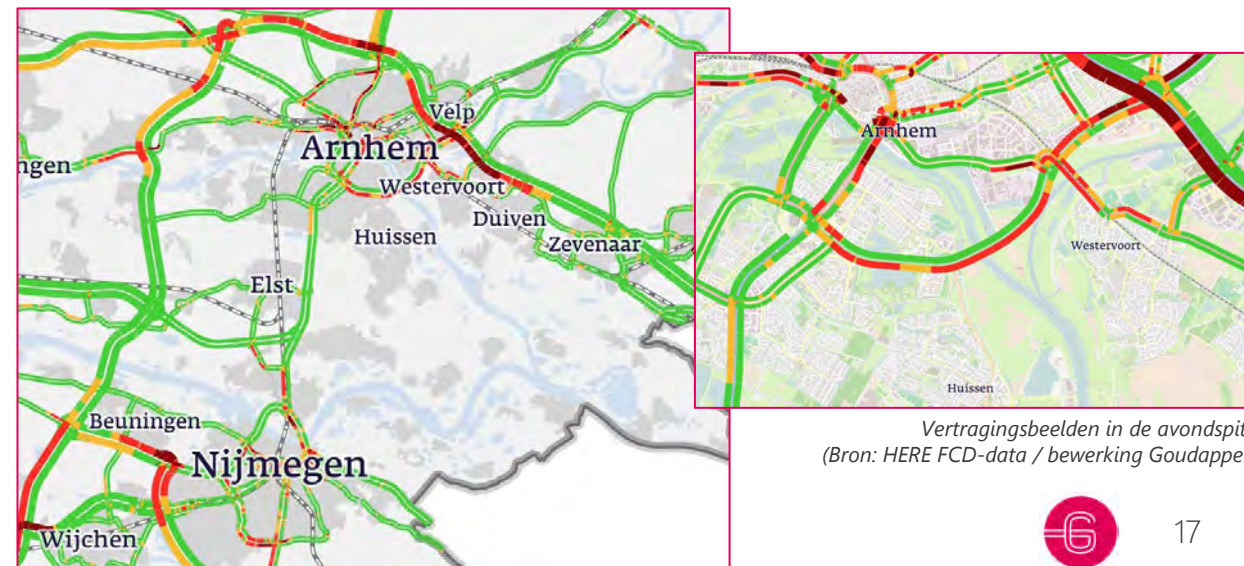 Velp
Arnhem
ngen
Westervoort
Duiven
Huissen
Zevenaar
Elst
Beuningen
Nijmegen
Wijchen
Arnhem
Westervoort
Huissen
Vertragingsbeelden in de avondspit
(Bron: HERE FCD-data / bewerking Goudappe
17